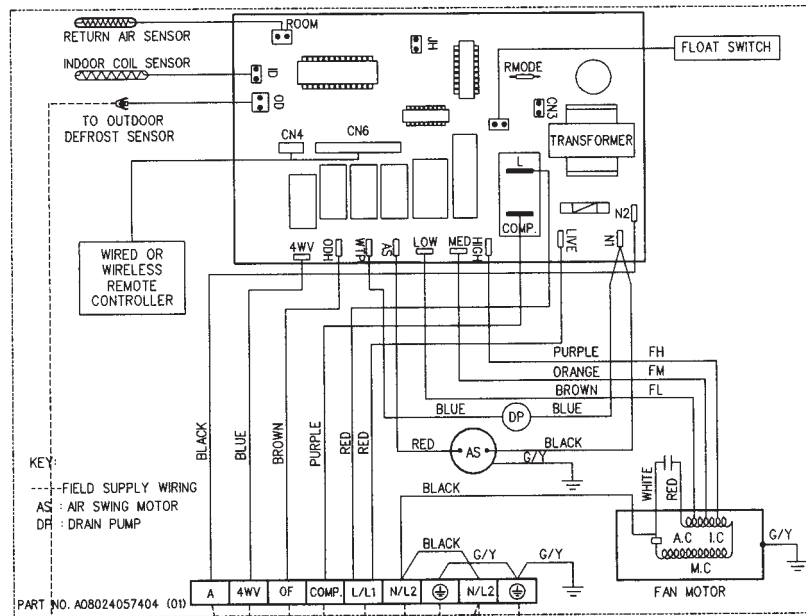 RETURN AIR SENSOR
ROOM
INDOOR COIL SENSOR
ID
OD
TO OUTDOOR
DEFROST SENSOR
JH
RMODE
FLOAT SWITCH
CN3
TRANSFORMER
CN4
CN6
L
COMP.
N2
N1
LIVE
4WV
ODH
WTP
AS
LOW
MED
HIGH
WIRED OR
WIRELESS
REMOTE
CONTROLLER
PURPLE FH
ORANGE FM
BROWN FL
BLUE
DP
BLUE
RED
AS
BLACK
G/Y
BLACK
BLUE
BROWN
PURPLE
RED
RED
KEY:
-----FIELD SUPPLY WIRING
AS : AIR SWING MOTOR
DP : DRAIN PUMP
BLACK
WHITE
RED
A.C I.C
M.C
G/Y
FAN MOTOR
BLACK
G/Y
G/Y
A 4WV OF COMP. L/L1 N/L2 N/L2
PART NO. A08024057404 (01)